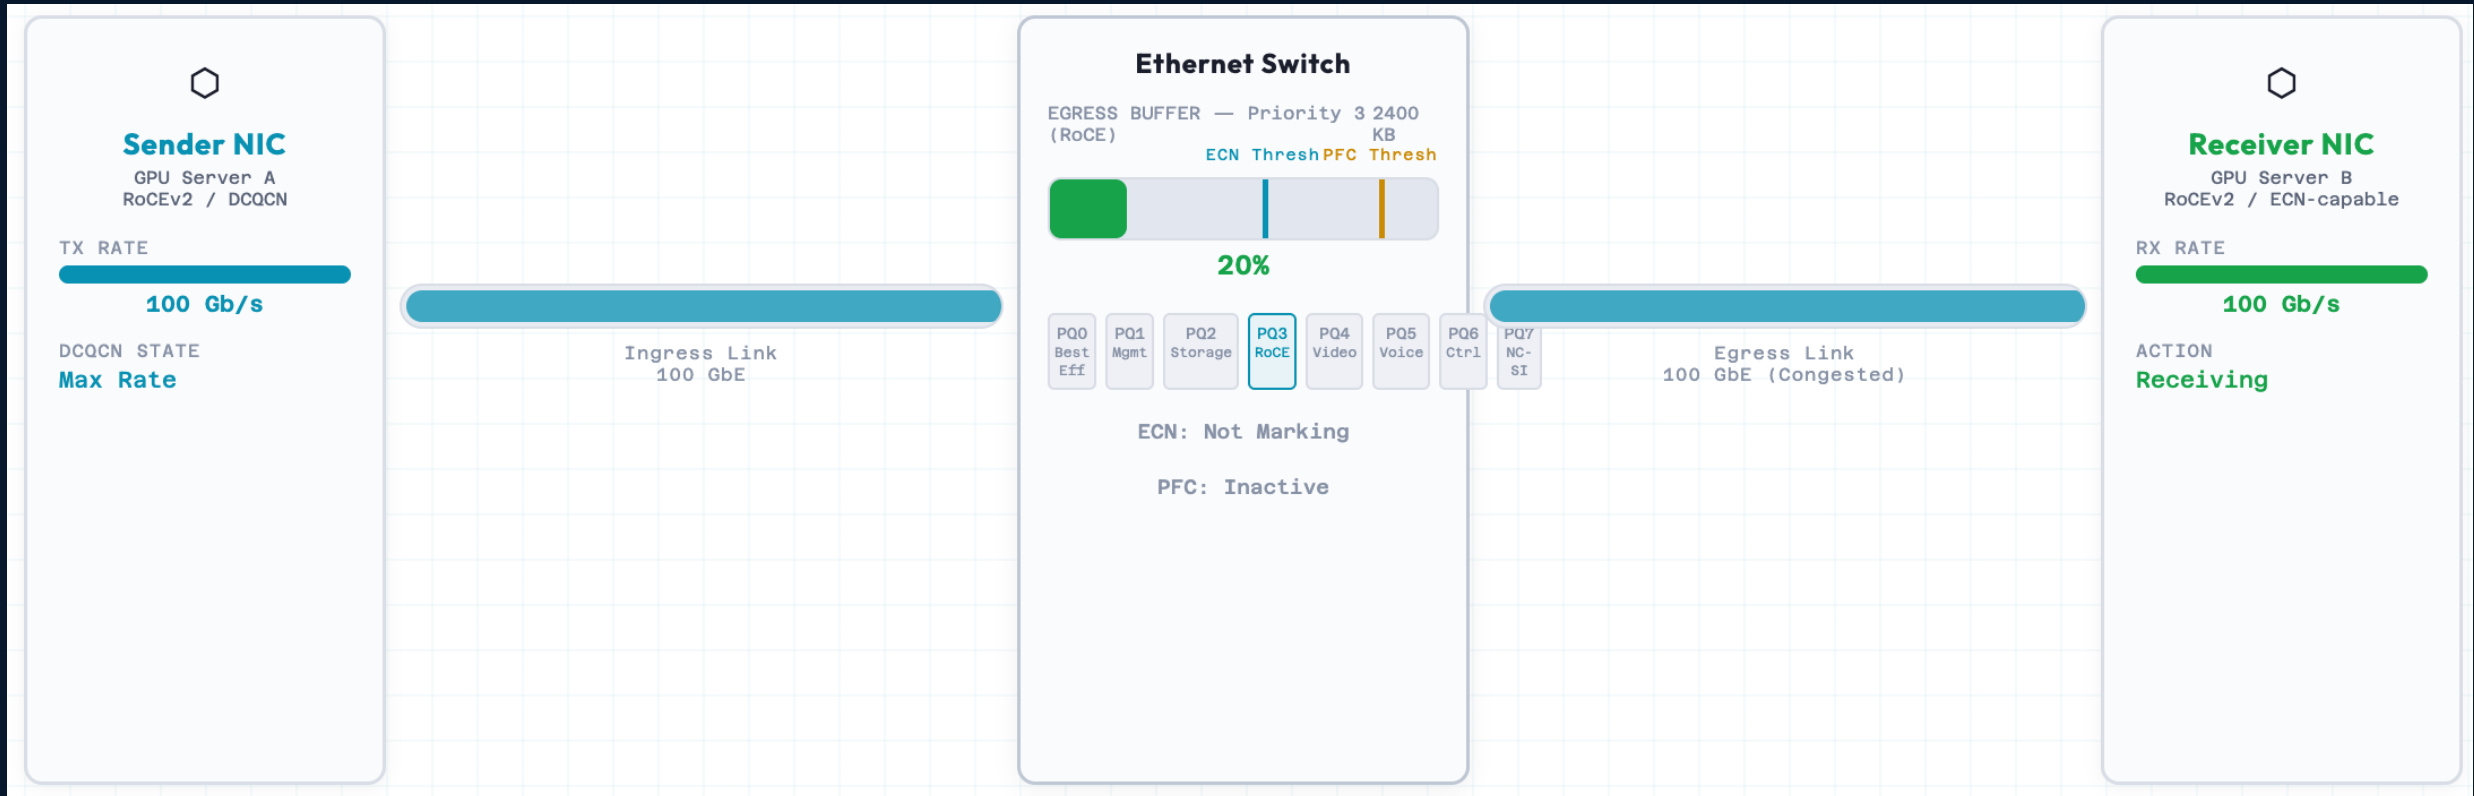 Sender NIC
GPU Server A
RoCEv2 / DCQCN
TX RATE
100 Gb/s
DCQCN STATE
Max Rate
Ingress Link
100 GbE
Ethernet Switch
EGRESS BUFFER — Priority 3
(RoCE)
2400
KB
ECN Thresh
PFC Thresh
20%
PQ0
Best
Eff
PQ1
Mgmt
PQ2
Storage
PQ3
RoCE
PQ4
Video
PQ5
Voice
PQ6
Ctrl
PQ7
NC-
SI
ECN: Not Marking
PFC: Inactive
Egress Link
100 GbE (Congested)
Receiver NIC
GPU Server B
RoCEv2 / ECN-capable
RX RATE
100 Gb/s
ACTION
Receiving